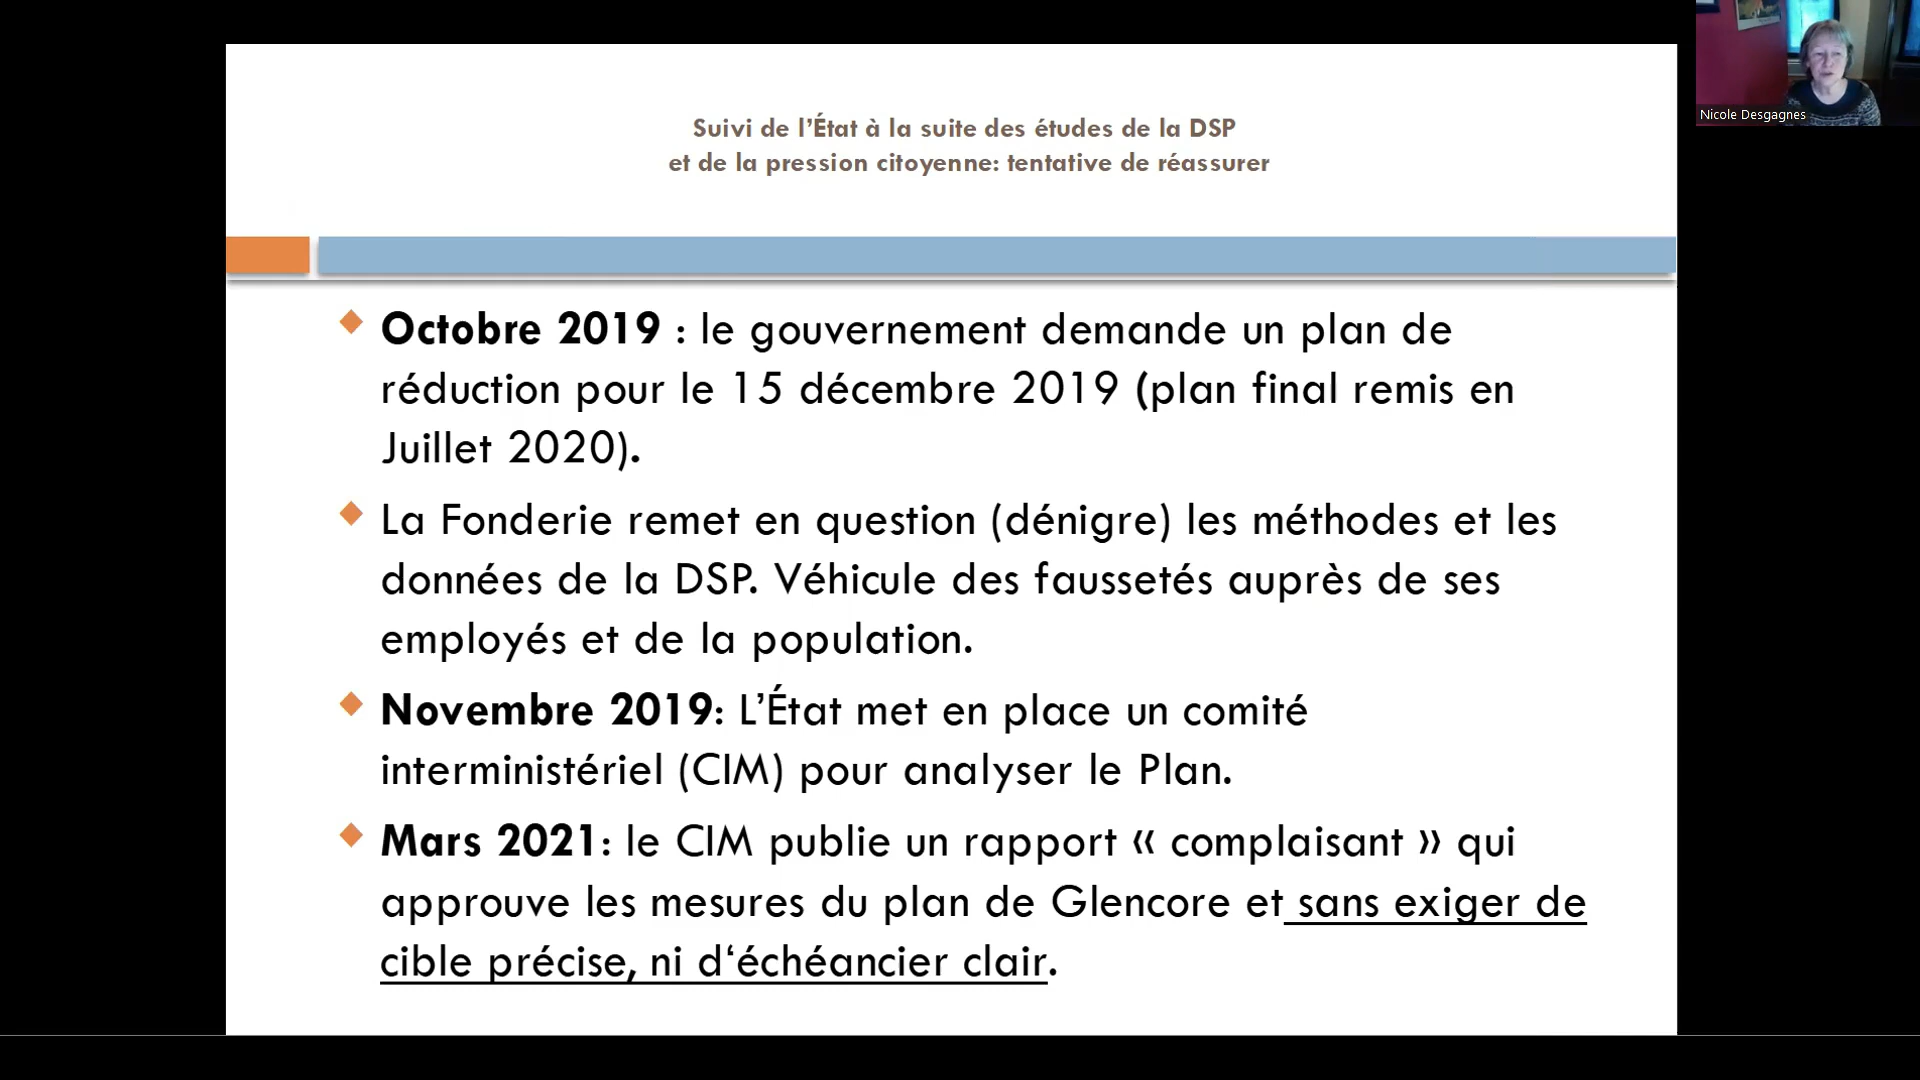 Suivi de l’État à la suite des études de la DSP
et de la pression citoyenne: tentative de réassurer
Nicole Desgagnes
Octobre 2019 : le gouvernement demande un plan de
réduction pour le 15 décembre 2019 (plan final remis en
Juillet 2020).
La Fonderie remet en question (dénigre) les méthodes et les
données de la DSP. Véhicule des faussetés auprès de ses
employés et de la population.
Novembre 2019: L’État met en place un comité
interministériel (CIM) pour analyser le Plan.
Mars 2021: le CIM publie un rapport « complaisant » qui
approuve les mesures du plan de Glencore et sans exiger de
cible précise, ni d‘échéancier clair.